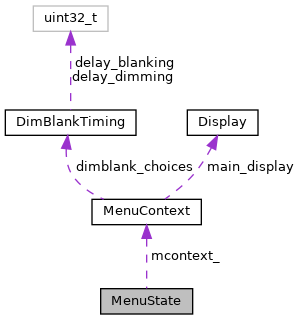 uint32_t
delay_blanking
delay_dimming
DimBlankTiming
Display
dimblank_choices
main_display
MenuContext
mcontext_
MenuState